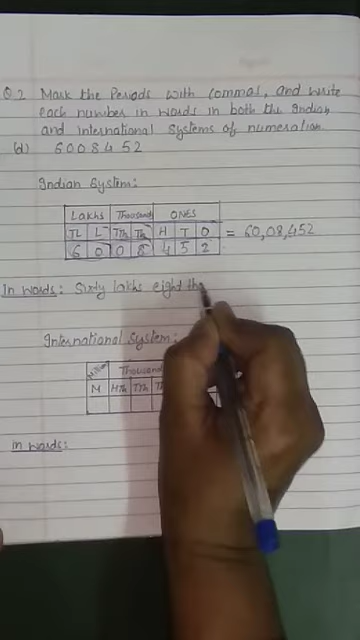 Q.2 Mark the Periods with commas, and write
each number in words in both the Indian
and international systems of numeration.
(d) 6008452
Indian System:
Lakhs Thousand ONES
TL L TTh Th H T O = 60,08,452
6 0 0 8 4 5 2
In words: Sixty lakhs eight tho
International System:
Million Thousand
M HTh TTh
in words: